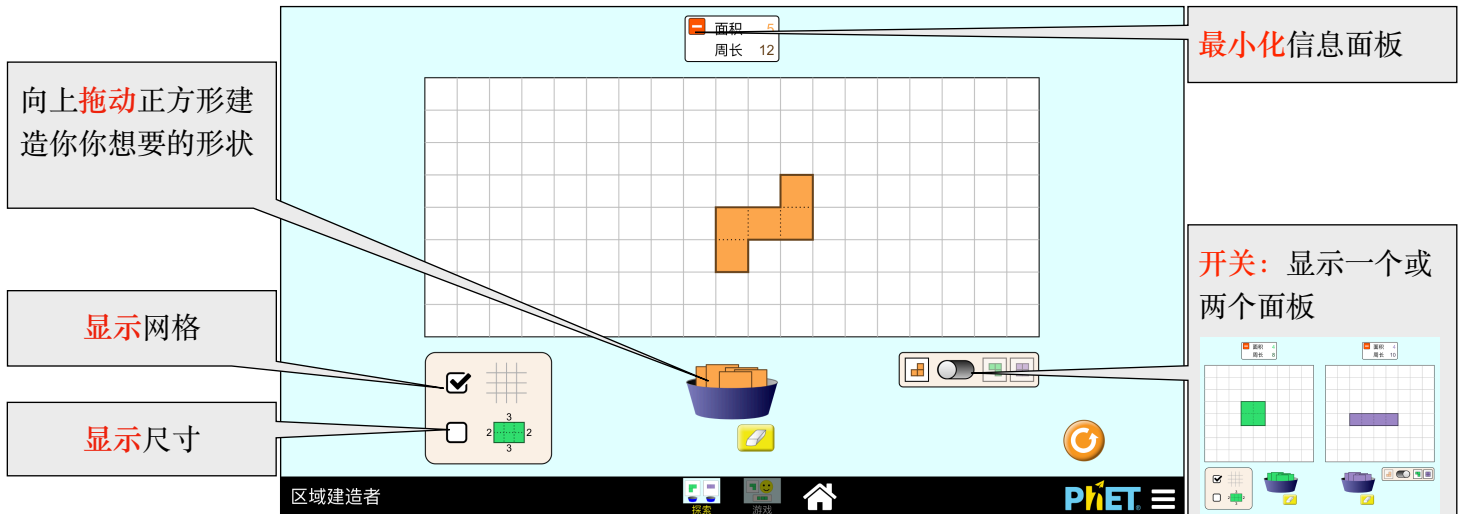 面积 5
周长 12
最小化信息面板
向上拖动正方形建
造你你想要的形状
开关：显示一个或
两个面板
显示网格
显示尺寸
3
2 2
3
面积 4
周长 8
面积 4
周长 10
区域建造者
探索
游戏
PhET